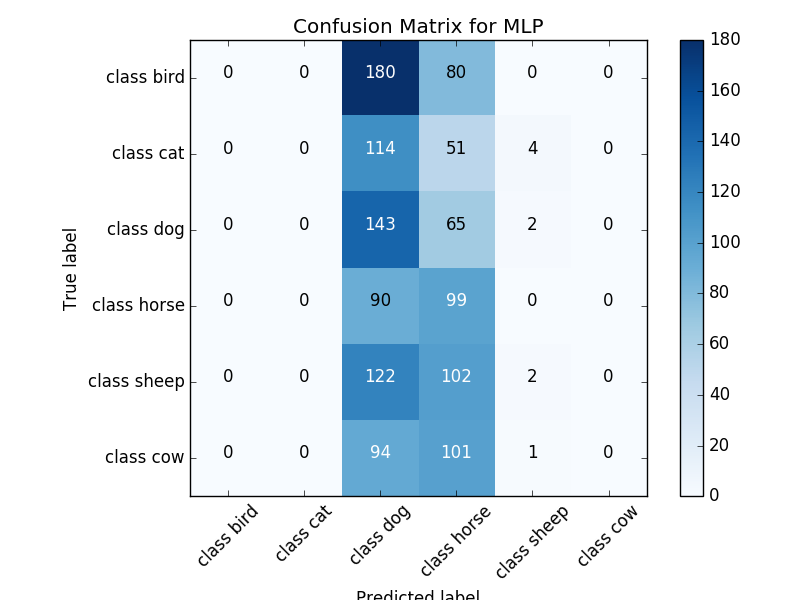 Confusion Matrix for MLP
True label
class bird 0 0 180 80 0 0
class cat 0 0 114 51 4 0
class dog 0 0 143 65 2 0
class horse 0 0 90 99 0 0
class sheep 0 0 122 102 2 0
class cow 0 0 94 101 1 0
class bird class cat class dog class horse class sheep class cow
Predicted label
180
160
140
120
100
80
60
40
20
0